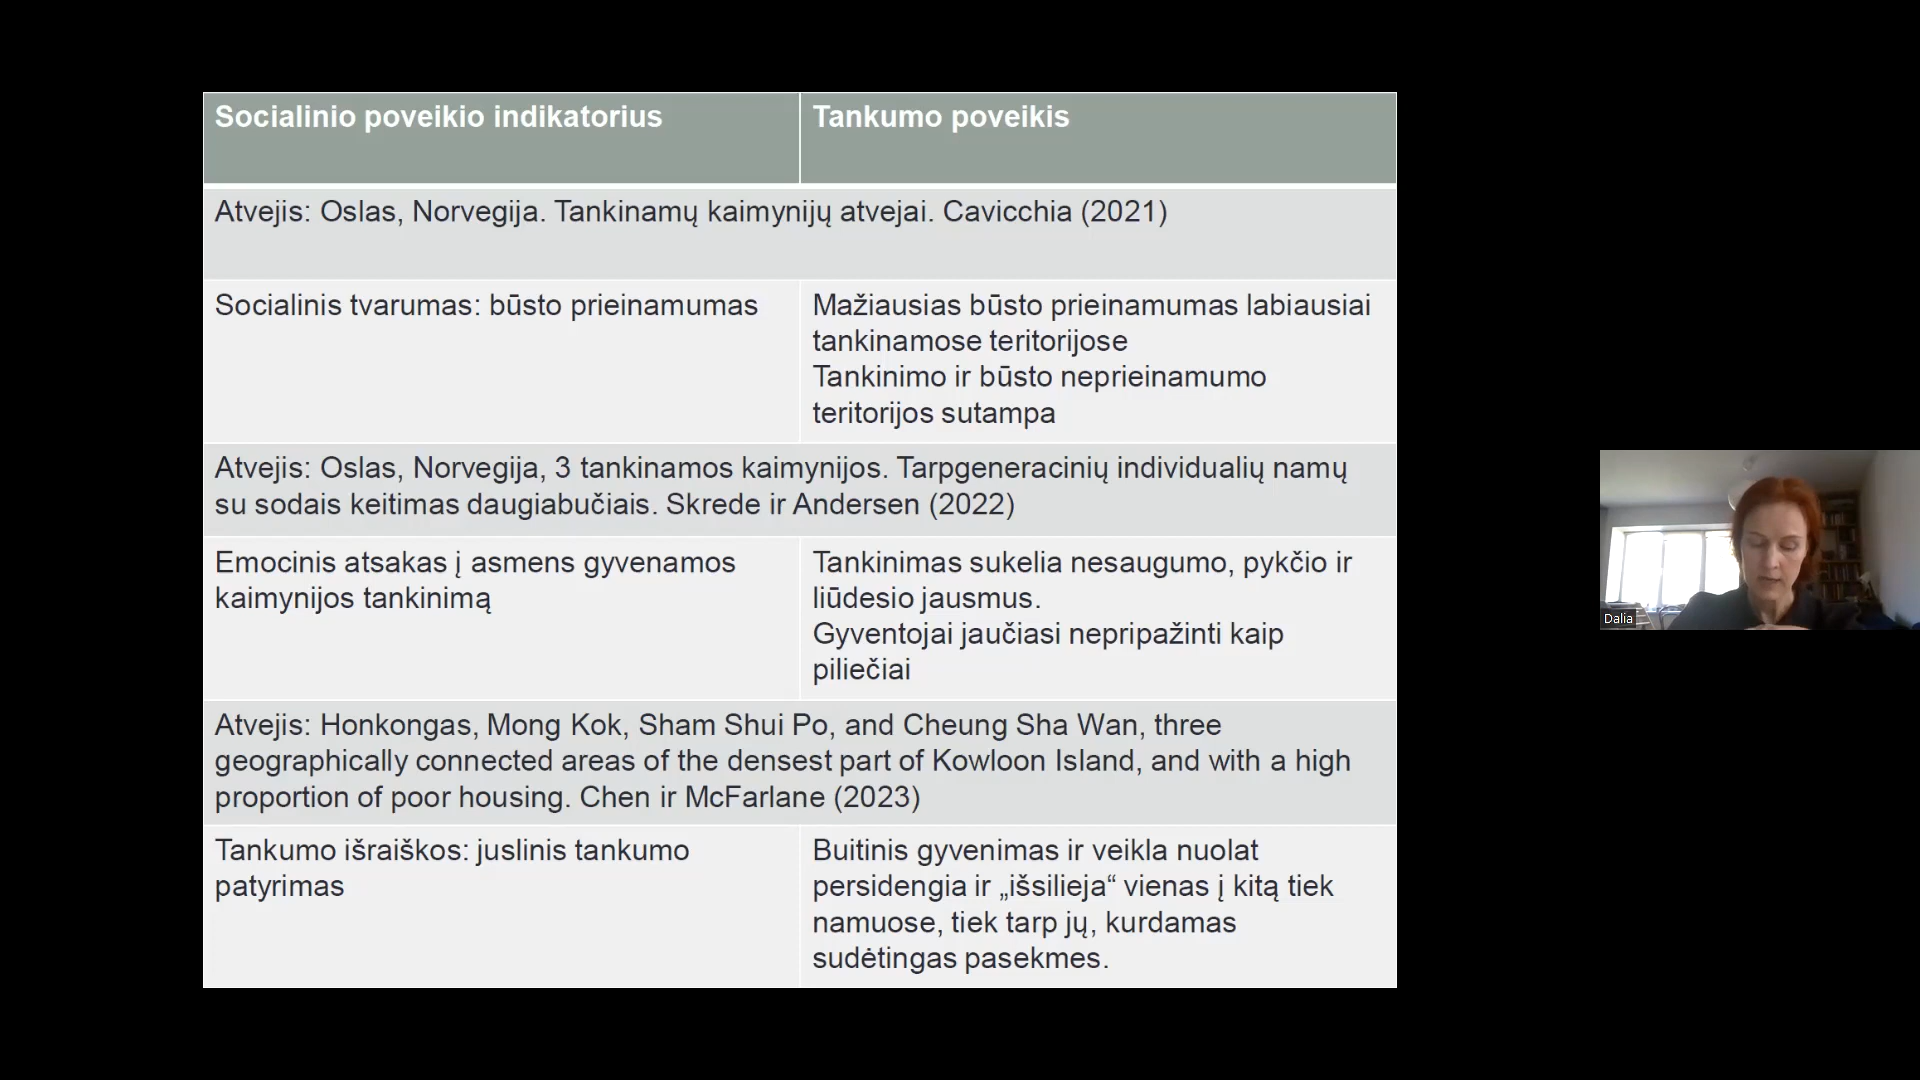 Socialinio poveikio indikatorius
Tankumo poveikis
Atvejis: Oslas, Norvegija. Tankinamų kaimynijų atvejai. Cavicchia (2021)
Socialinis tvarumas: būsto prieinamumas
Mažiausias būsto prieinamumas labiausiai
tankinamose teritorijose
Tankinimo ir būsto neprieinamumo
teritorijos sutampa
Atvejis: Oslas, Norvegija, 3 tankinamos kaimynijos. Tarpgeneracinių individualių namų
su sodais keitimas daugiabučiais. Skrede ir Andersen (2022)
Emocinis atsakas į asmens gyvenamos
kaimynijos tankinimą
Tankinimas sukelia nesaugumo, pykčio ir
liūdesio jausmus.
Gyventojai jaučiasi nepripažinti kaip
piliečiai
Atvejis: Honkongas, Mong Kok, Sham Shui Po, and Cheung Sha Wan, three
geographically connected areas of the densest part of Kowloon Island, and with a high
proportion of poor housing. Chen ir McFarlane (2023)
Tankumo išraiškos: juslinis tankumo
patyrimas
Buitinis gyvenimas ir veikla nuolat
persidengia ir „išsilieja“ vienas į kitą tiek
namuose, tiek tarp jų, kurdamas
sudėtingas pasekmes.
Dalia